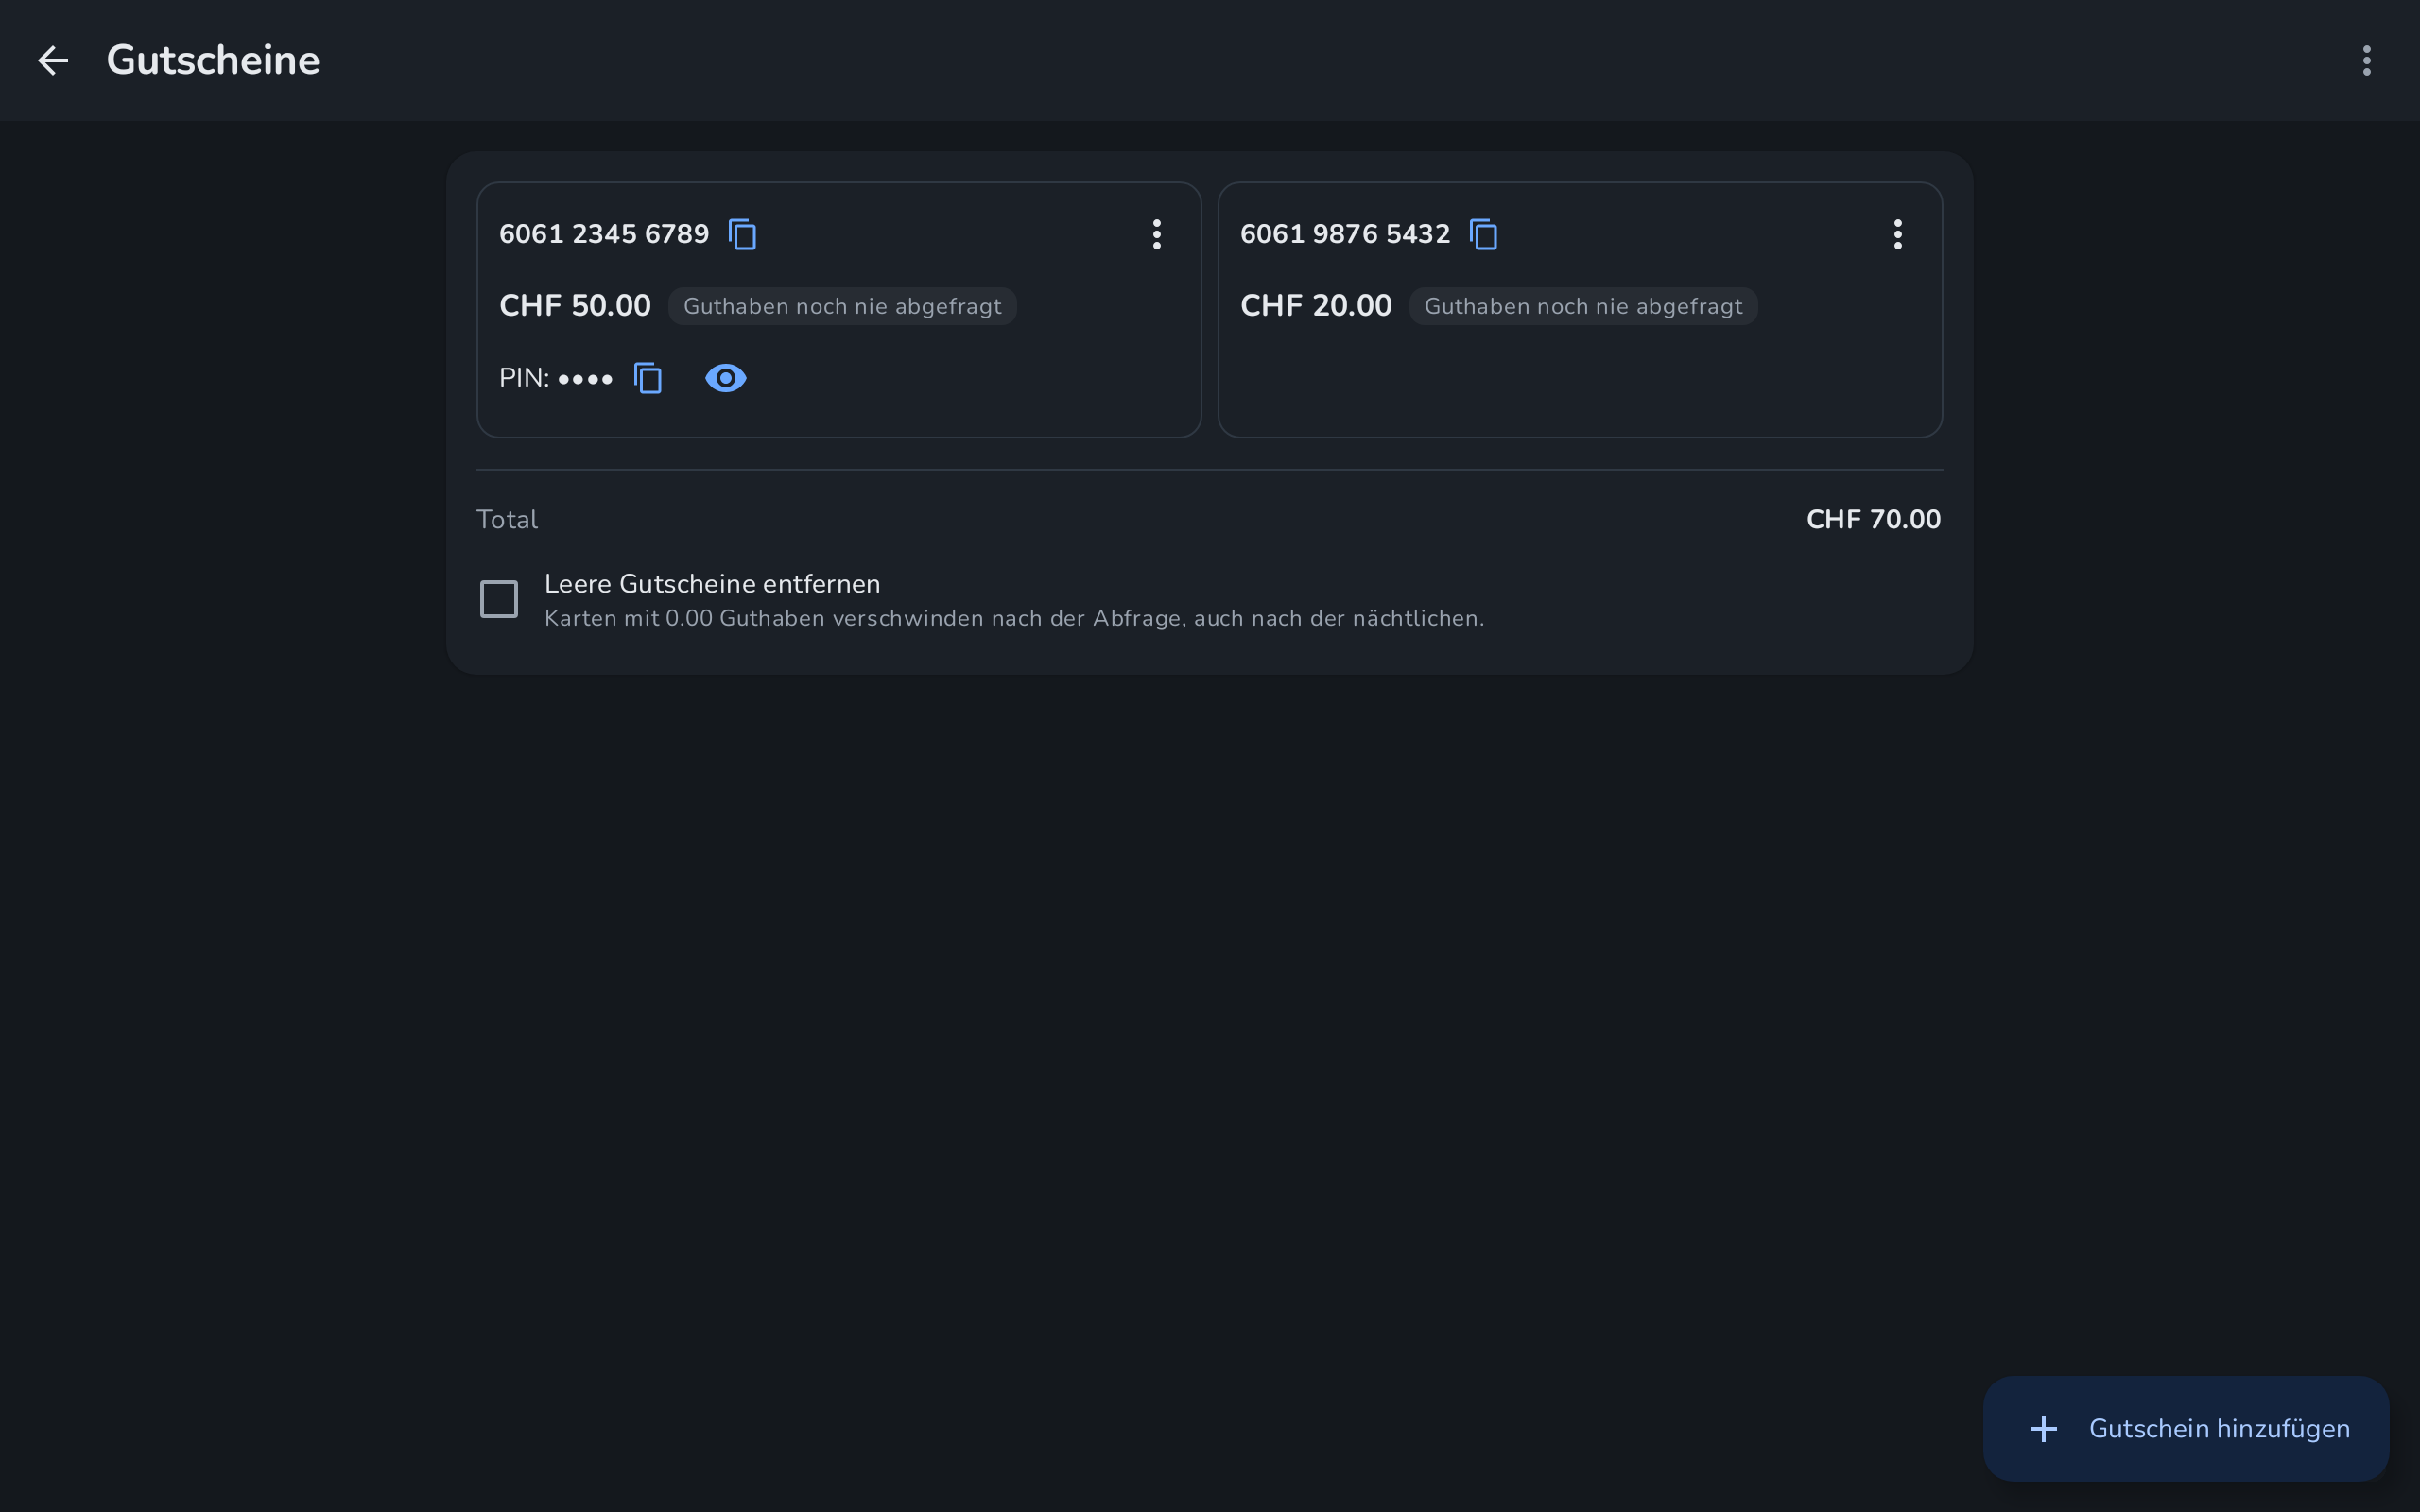 Gutscheine
6061 2345 6789
CHF 50.00 Guthaben noch nie abgefragt
PIN: ••••
6061 9876 5432
CHF 20.00 Guthaben noch nie abgefragt
Total CHF 70.00
Leere Gutscheine entfernen
Karten mit 0.00 Guthaben verschwinden nach der Abfrage, auch nach der nächtlichen.
Gutschein hinzufügen